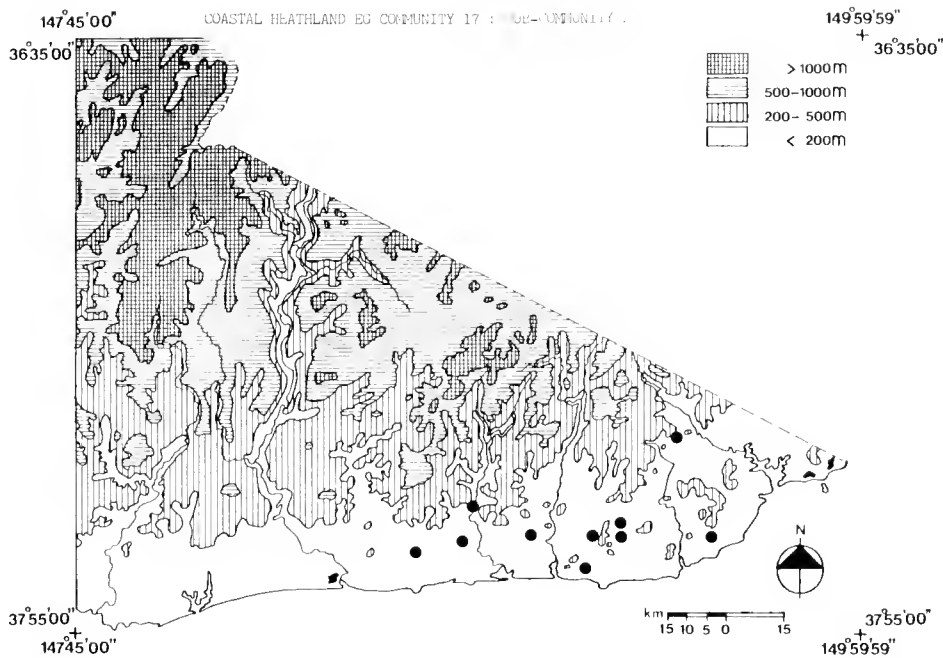 COASTAL HEATHLAND EG COMMUNITY 17 :
147°45'00"
149°59'59"
36°35'00"
36°35'00"
>1000m
500-1000m
200-500m
< 200m
N
km
15 10 5 0 15
37°55'00"
37°55'00"
147°45'00"
149°59'59"